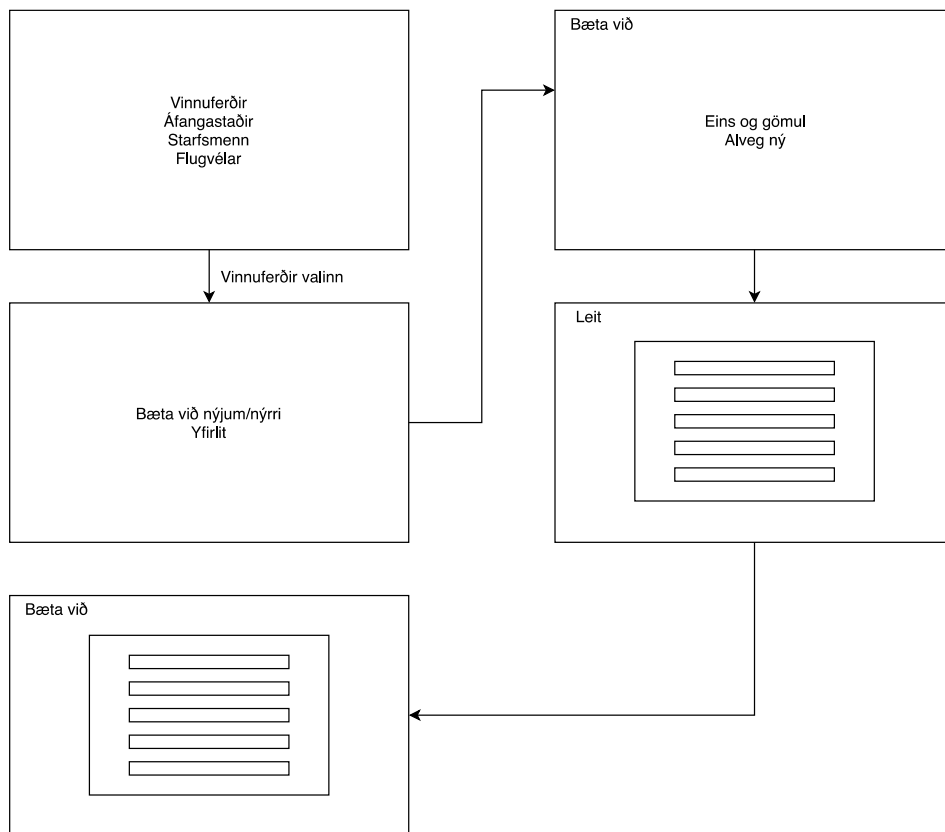 Vinnuferðir
Áfangastaðir
Starfsmenn
Flugvélar
Vinnuferðir valinn
Bæta við nýjum/nýrri
Yfirlit
Bæta við
Eins og gömul
Alveg ný
Leit
Bæta við